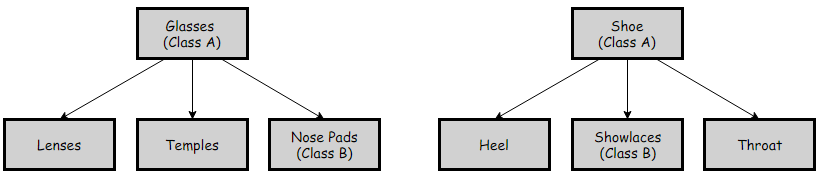 Glasses
(Class A)
Shoe
(Class A)
Lenses
Temples
Nose Pads
(Class B)
Heel
Showlaces
(Class B)
Throat